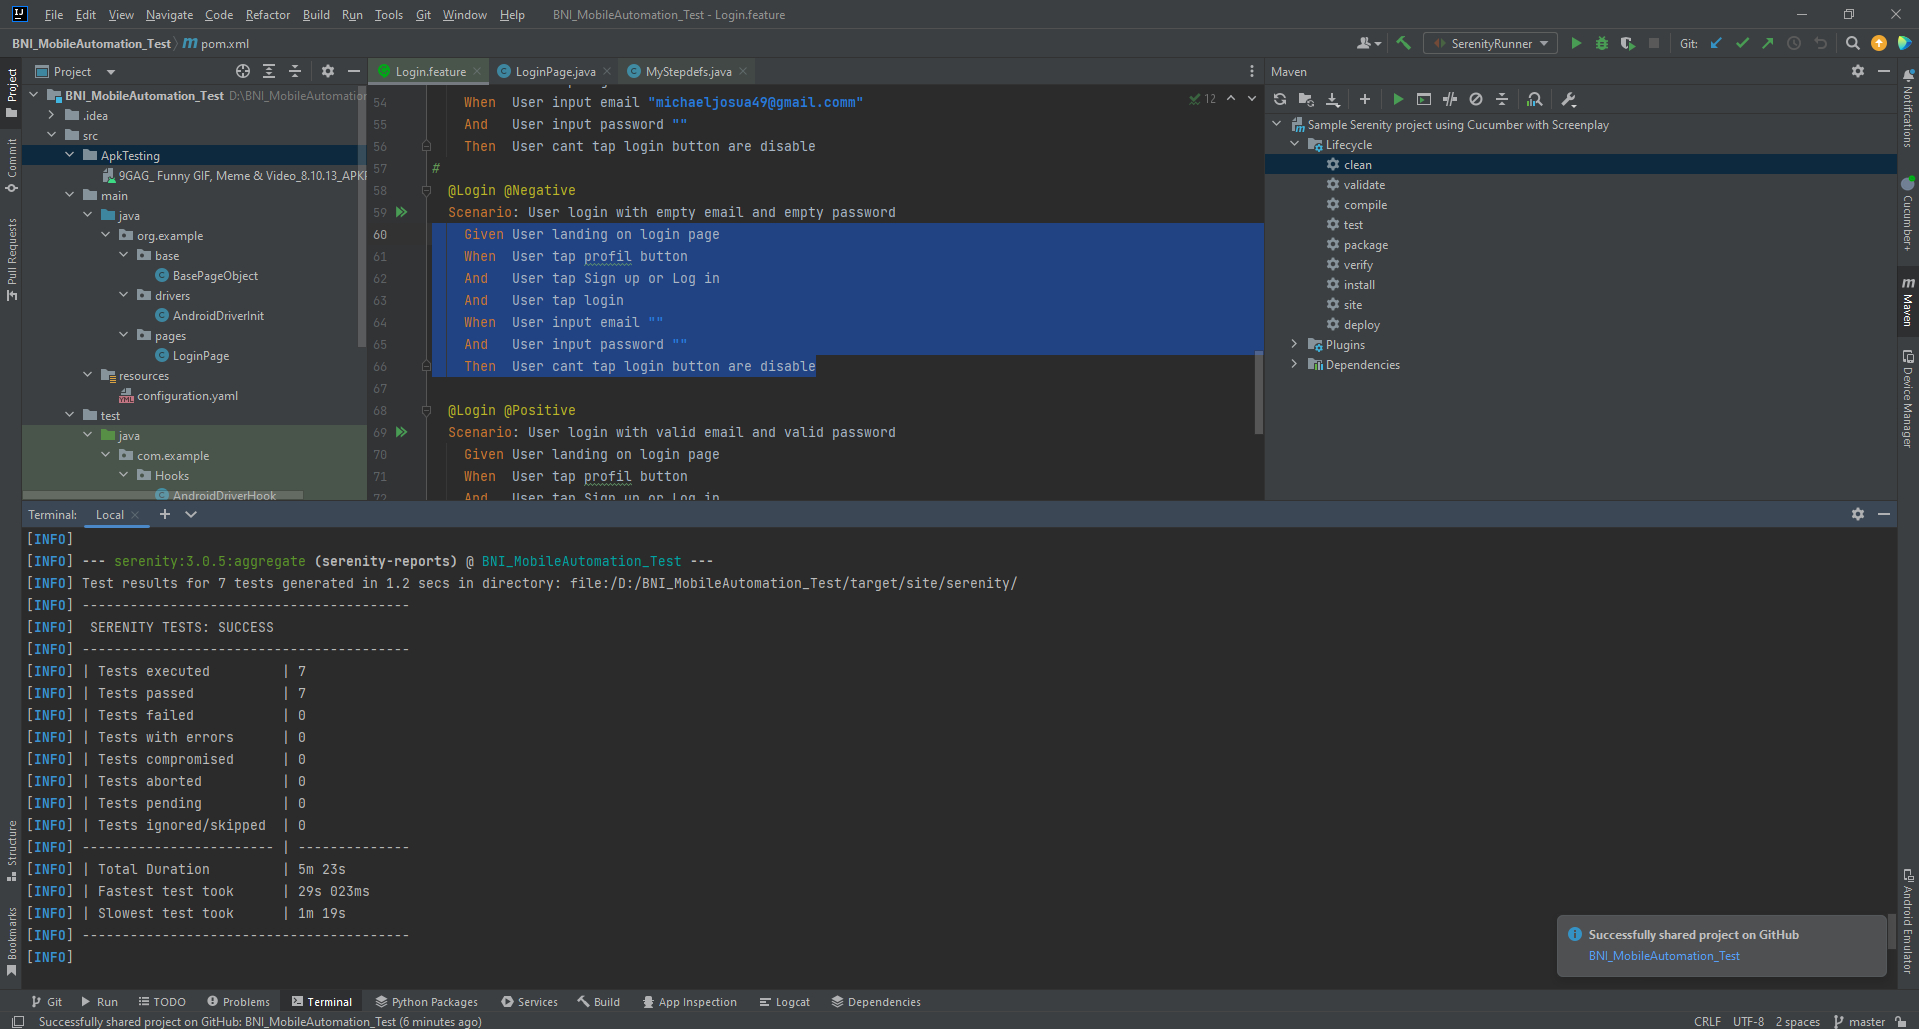 File Edit View Navigate Code Refactor Build Run Tools Git Window Help BNI_MobileAutomation_Test - Login.feature
BNI_MobileAutomation_Test pom.xml
SerenityRunner Git:
Project
Login.feature LoginPage.java MyStepdefs.java
Maven
BNI_MobileAutomation_Test D:\BNI_MobileAutomation
.idea
src
ApkTesting
9GAG_ Funny GIF, Meme & Video_8.10.13_APKP
main
java
org.example
base
BasePageObject
drivers
AndroidDriverInit
pages
LoginPage
resources
configuration.yaml
test
java
com.example
Hooks
AndroidDriverHook
12
54 When User input email "michaeljosua49@gmail.comm"
55 And User input password ""
56 Then User cant tap login button are disable
57 #
58 @Login @Negative
59 Scenario: User login with empty email and empty password
60 Given User landing on login page
61 When User tap profil button
62 And User tap Sign up or Log in
63 And User tap login
64 When User input email ""
65 And User input password ""
66 Then User cant tap login button are disable
67
68 @Login @Positive
69 Scenario: User login with valid email and valid password
70 Given User landing on login page
71 When User tap profil button
72 And User tap Sign up or Log in
Sample Serenity project using Cucumber with Screenplay
Lifecycle
clean
validate
compile
test
package
verify
install
site
deploy
Plugins
Dependencies
Project
Commit
Pull Requests
Structure
Bookmarks
Notifications
Cucumber+
Maven
Device Manager
Android Emulator
Terminal: Local
[INFO]
[INFO] --- serenity:3.0.5:aggregate (serenity-reports) @ BNI_MobileAutomation_Test ---
[INFO] Test results for 7 tests generated in 1.2 secs in directory: file:/D:/BNI_MobileAutomation_Test/target/site/serenity/
[INFO] -----------------------------------------
[INFO] SERENITY TESTS: SUCCESS
[INFO] -----------------------------------------
[INFO] | Tests executed | 7
[INFO] | Tests passed | 7
[INFO] | Tests failed | 0
[INFO] | Tests with errors | 0
[INFO] | Tests compromised | 0
[INFO] | Tests aborted | 0
[INFO] | Tests pending | 0
[INFO] | Tests ignored/skipped | 0
[INFO] ------------------------ | --------------
[INFO] | Total Duration | 5m 23s
[INFO] | Fastest test took | 29s 023ms
[INFO] | Slowest test took | 1m 19s
[INFO] -----------------------------------------
[INFO]
Successfully shared project on GitHub
BNI_MobileAutomation_Test
Git Run TODO Problems Terminal Python Packages Services Build App Inspection Logcat Dependencies
Successfully shared project on GitHub: BNI_MobileAutomation_Test (6 minutes ago) CRLF UTF-8 2 spaces master